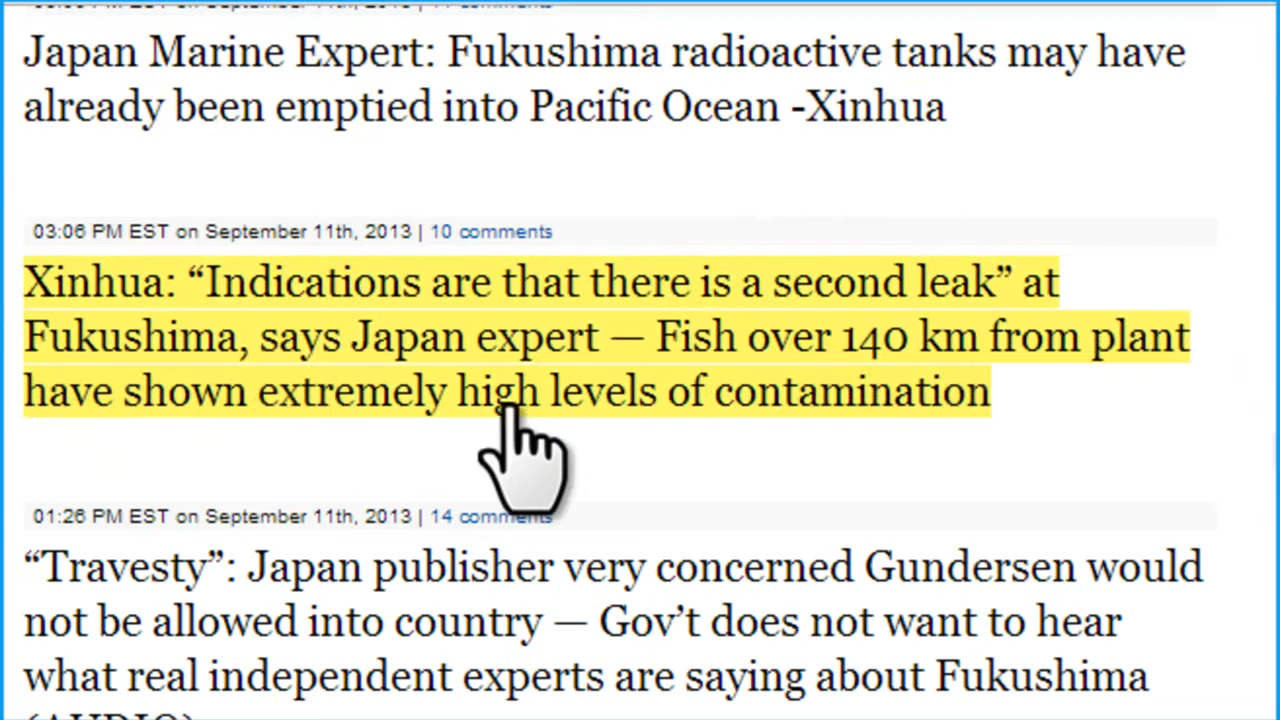 Japan Marine Expert: Fukushima radioactive tanks may have
already been emptied into Pacific Ocean -Xinhua
03:06 PM EST on September 11th, 2013 | 10 comments
Xinhua: “Indications are that there is a second leak” at
Fukushima, says Japan expert — Fish over 140 km from plant
have shown extremely high levels of contamination
01:26 PM EST on September 11th, 2013 | 14 comments
“Travesty”: Japan publisher very concerned Gundersen would
not be allowed into country — Gov’t does not want to hear
what real independent experts are saying about Fukushima
(AUDIO)